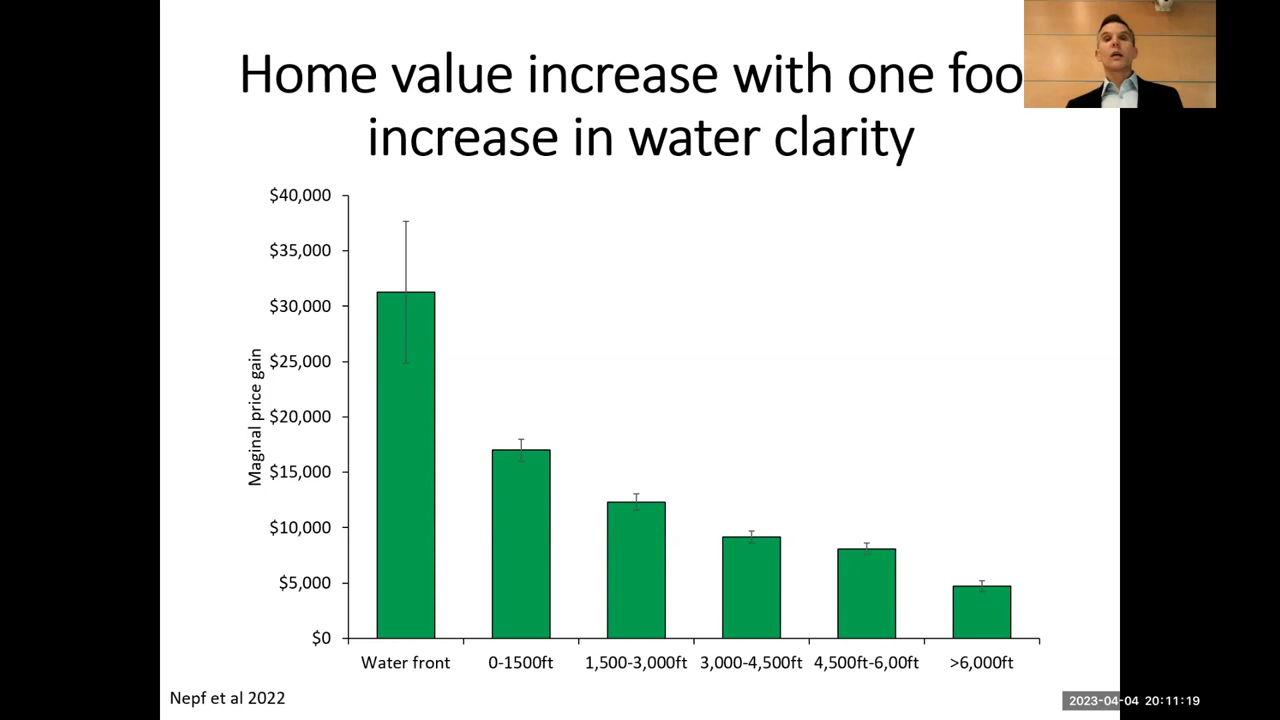 Home value increase with one foo
increase in water clarity
$40,000
$35,000
$30,000
$25,000
$20,000
$15,000
$10,000
$5,000
$0
Maginal price gain
Water front
0-1500ft
1,500-3,000ft
3,000-4,500ft
4,500ft-6,00ft
>6,000ft
Nepf et al 2022
2023-04-04 20:11:19